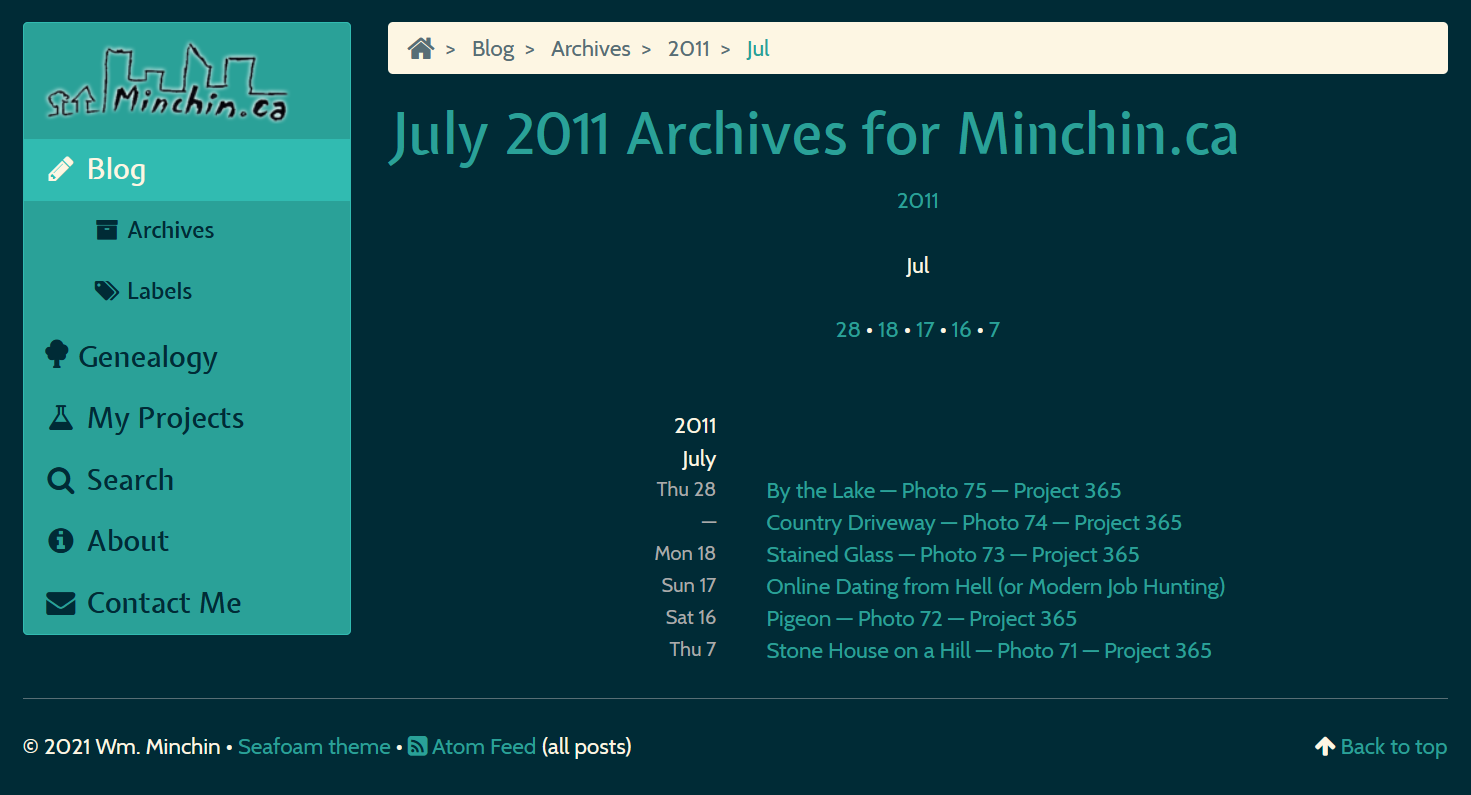 Minchin.ca
Blog
Archives
Labels
Genealogy
My Projects
Search
About
Contact Me
> Blog > Archives > 2011 > Jul
July 2011 Archives for Minchin.ca
2011
Jul
28 • 18 • 17 • 16 • 7
2011
July
Thu 28 By the Lake — Photo 75 — Project 365
— Country Driveway — Photo 74 — Project 365
Mon 18 Stained Glass — Photo 73 — Project 365
Sun 17 Online Dating from Hell (or Modern Job Hunting)
Sat 16 Pigeon — Photo 72 — Project 365
Thu 7 Stone House on a Hill — Photo 71 — Project 365
© 2021 Wm. Minchin • Seafoam theme • Atom Feed (all posts)
Back to top